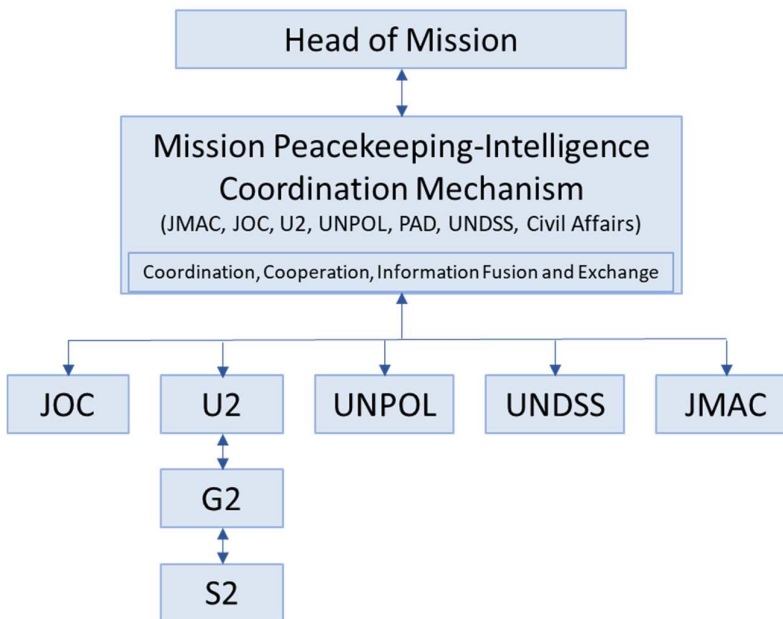 Head of Mission
Mission Peacekeeping-Intelligence
Coordination Mechanism
(JMAC, JOC, U2, UNPOL, PAD, UNDSS, Civil Affairs)
Coordination, Cooperation, Information Fusion and Exchange
JOC
U2
UNPOL
UNDSS
JMAC
G2
S2